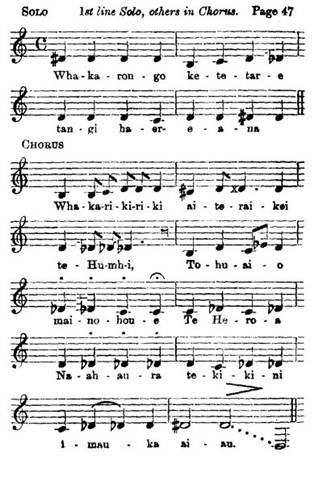 SOLO 1st line Solo, others in Chorus. Page 47
Wha - ka - ron - go ke - te - tar - e
tan - gi ha - er - e - a - na
CHORUS
Wha - ka - ri - ki - ri - ki ai - te - rai - kei
te - Hu - mh - i, To - hu - ai - o
mai - no - hou - e Te He - ro - a
Na - ah - au - ra te - ki - ki - ni
i - mau - ka ai - au.